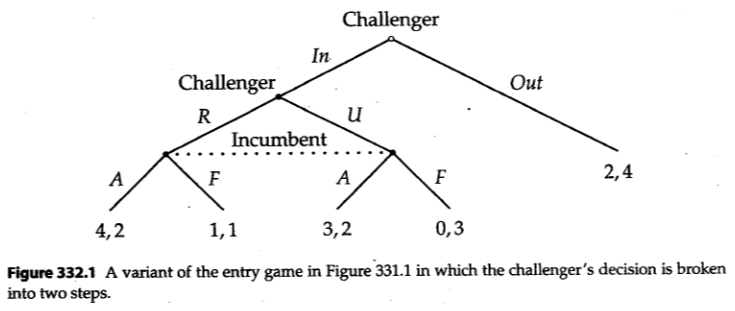 Challenger
In
Out
Challenger
R
U
Incumbent
A
F
A
F
2,4
4,2
1,1
3,2
0,3
Figure 332.1 A variant of the entry game in Figure 331.1 in which the challenger's decision is broken
into two steps.